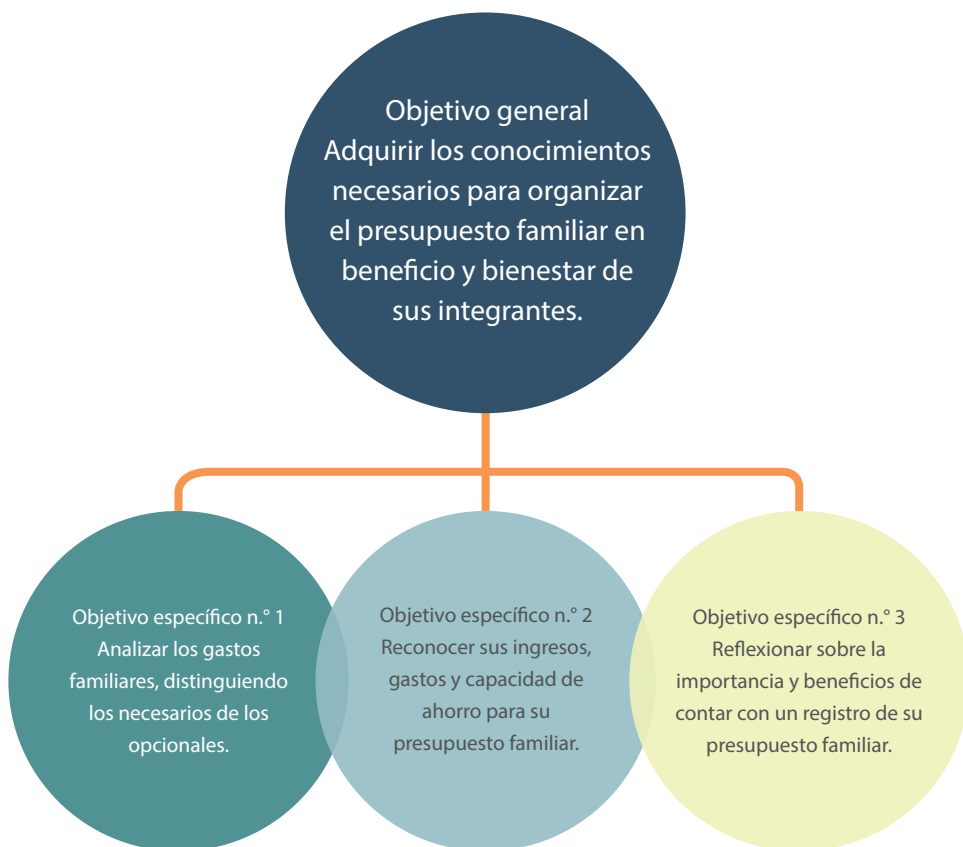 Objetivo general
Adquirir los conocimientos
necesarios para organizar
el presupuesto familiar en
beneficio y bienestar de
sus integrantes.
Objetivo específico n.° 1
Analizar los gastos
familiares, distinguiendo
los necesarios de los
opcionales.
Objetivo específico n.° 2
Reconocer sus ingresos,
gastos y capacidad de
ahorro para su
presupuesto familiar.
Objetivo específico n.° 3
Reflexionar sobre la
importancia y beneficios de
contar con un registro de su
presupuesto familiar.